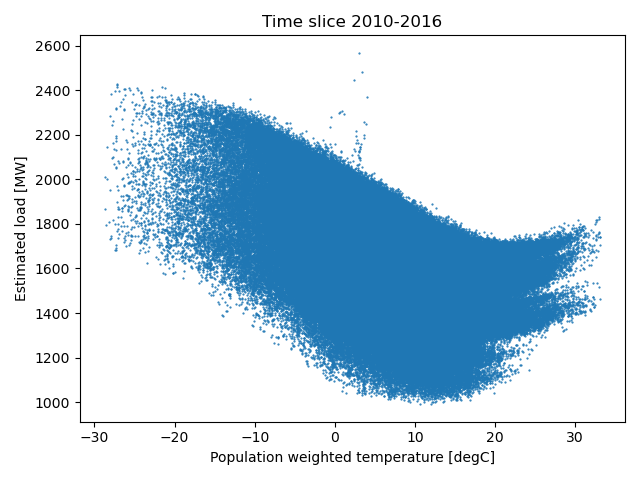 Time slice 2010-2016
Estimated load [MW]
2600
2400
2200
2000
1800
1600
1400
1200
1000
−30 −20 −10 0 10 20 30
Population weighted temperature [degC]